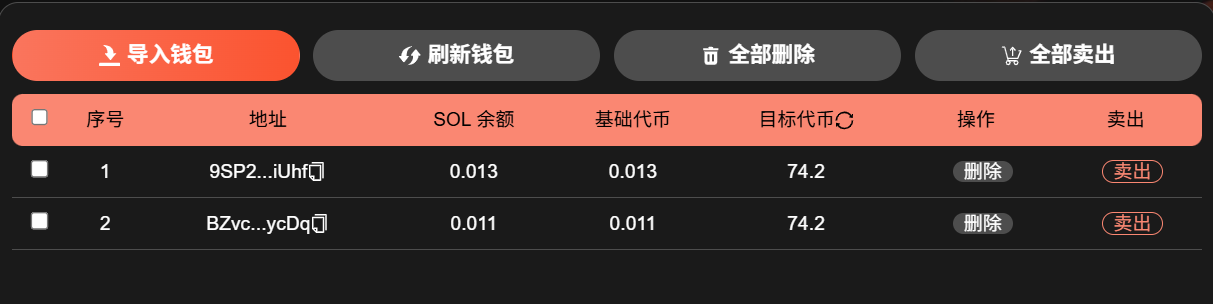 导入钱包 刷新钱包 全部删除 全部卖出
序号 地址 SOL 余额 基础代币 目标代币 操作 卖出
1 9SP2...iUhf 0.013 0.013 74.2 删除 卖出
2 BZvc...ycDq 0.011 0.011 74.2 删除 卖出